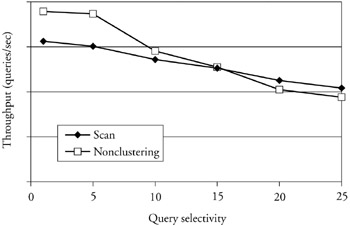 Throughput (queries/sec)
Scan
Nonclustering
0 5 10 15 20 25
Query selectivity